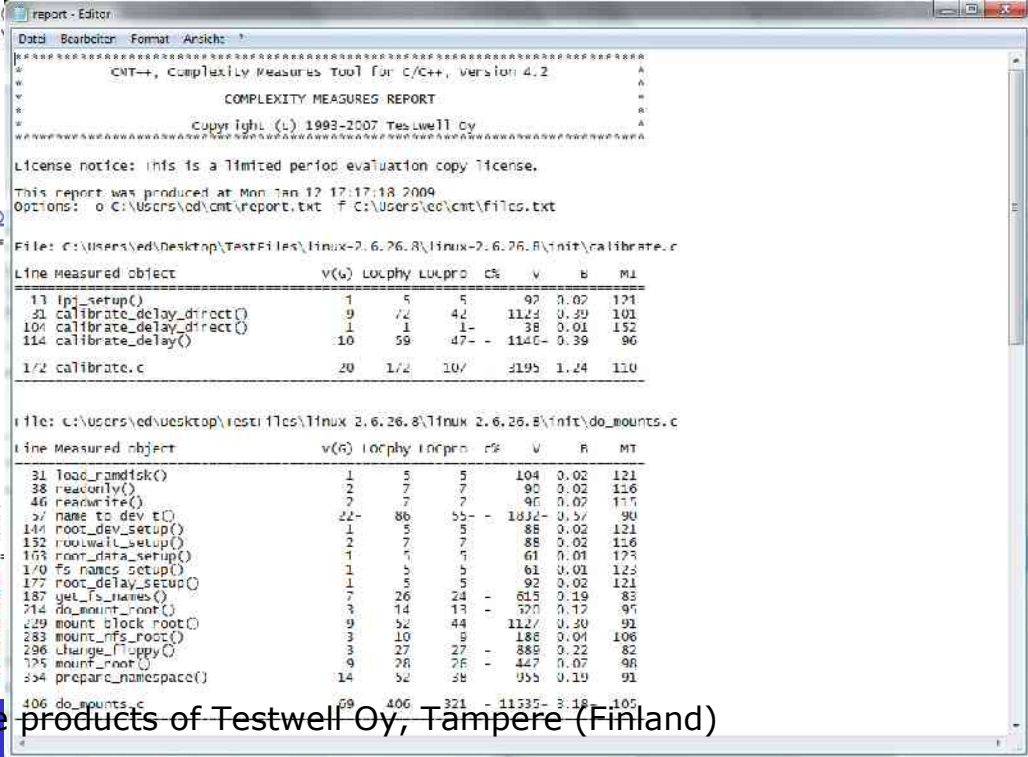 report - Editor
Datei Bearbeiten Format Ansicht ?
* CMT++, Complexity Measures Tool for C/C++, Version 4.2 *
* COMPLEXITY MEASURES REPORT *
* Copyright (c) 1993-2007 Testwell Oy *
License notice: This is a limited period evaluation copy license.
This report was produced at Mon Jan 12 17:17:18 2009
Options: -o C:\Users\ed\cmt\report.txt -f C:\Users\ed\cmt\files.txt
File: C:\Users\ed\Desktop\TestFiles\linux-2.6.26.8\linux-2.6.26.8\init\calibrate.c
Line Measured object v(G) LOCphy LOCpro c% V B MI
13 lpj_setup() 1 5 5 92 0.02 121
31 calibrate_delay_direct() 9 72 42 1123 0.39 101
104 calibrate_delay_direct() 1 1 1- 38 0.01 152
114 calibrate_delay() 10 59 47- - 1146- 0.39 96
172 calibrate.c 20 172 107 3195 1.24 110
File: C:\Users\ed\Desktop\TestFiles\linux-2.6.26.8\linux-2.6.26.8\init\do_mounts.c
Line Measured object v(G) LOCphy LOCpro c% V B MI
31 load_ramdisk() 1 5 5 104 0.02 121
38 readonly() 2 7 7 90 0.02 116
46 readwrite() 2 7 7 96 0.02 115
57 name_to_dev_t() 22- 86 55- - 1832- 0.57 90
144 root_dev_setup() 1 5 5 88 0.02 121
152 rootwait_setup() 2 7 7 88 0.02 116
163 root_data_setup() 1 5 5 61 0.01 123
170 fs_names_setup() 1 5 5 61 0.01 123
177 root_delay_setup() 1 5 5 92 0.02 121
187 get_fs_names() 7 26 24 - 615 0.19 83
214 do_mount_root() 3 14 13 - 520 0.12 95
229 mount_block_root() 9 52 44 1127 0.30 91
283 mount_nfs_root() 3 10 9 186 0.04 106
296 change_floppy() 3 27 27 - 889 0.22 82
325 mount_root() 9 28 26 - 447 0.07 98
354 prepare_namespace() 14 52 38 955 0.19 91
406 do_mounts.c 69 406 321 - 11535- 3.18- 105
products of Testwell Oy, Tampere (Finland)